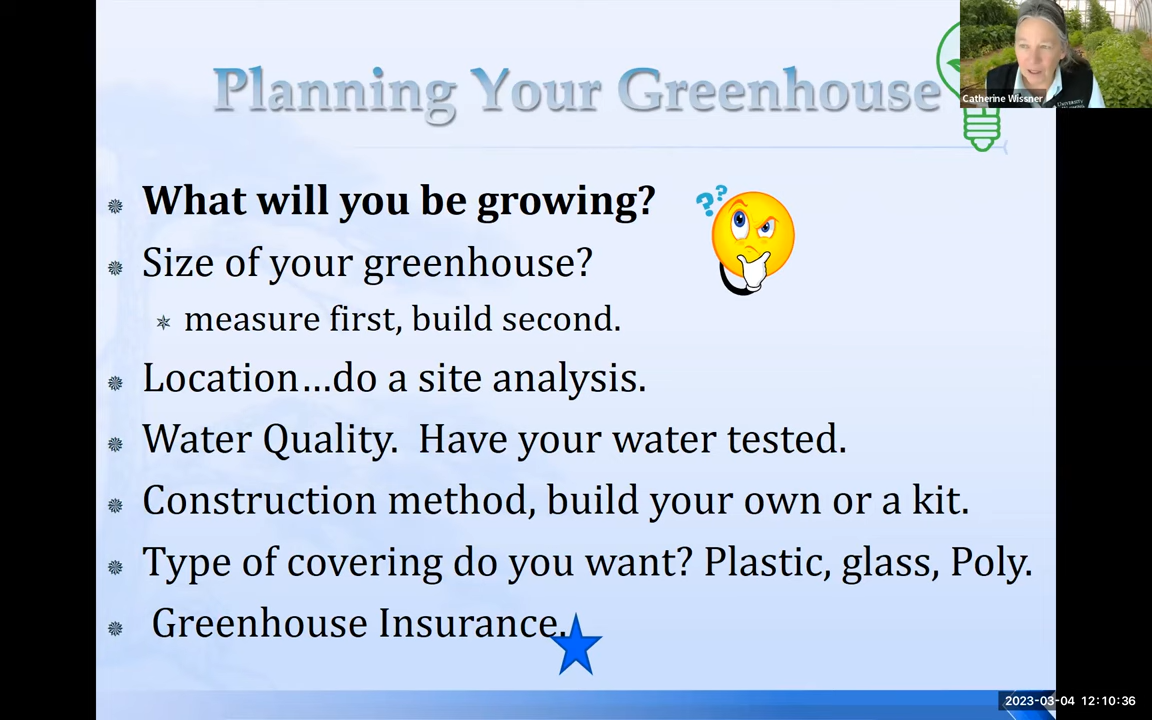 Planning Your Greenhouse
Catherine Wissner
UNIVERSITY
What will you be growing?
??
Size of your greenhouse?
measure first, build second.
Location...do a site analysis.
Water Quality.  Have your water tested.
Construction method, build your own or a kit.
Type of covering do you want? Plastic, glass, Poly.
Greenhouse Insurance.
2023-03-04 12:10:36